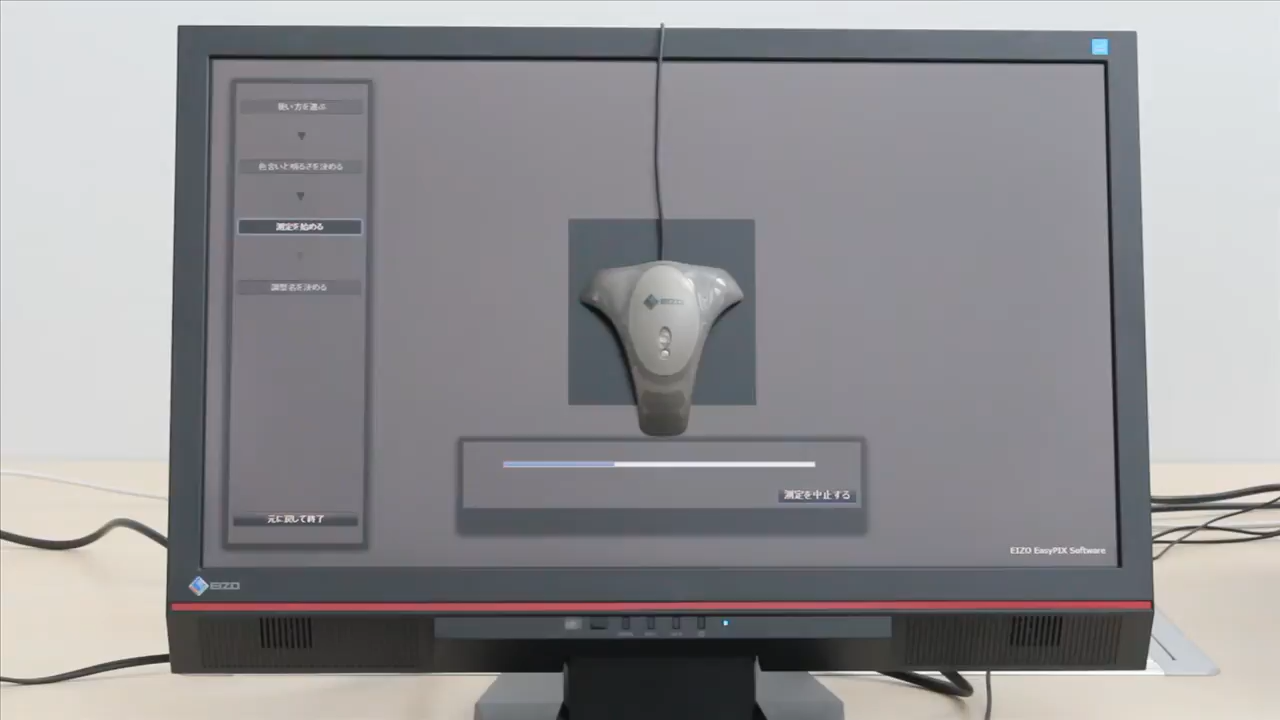 使い方を選ぶ
色合いと明るさを決める
測定を始める
調整名を決める
元に戻して終了
EIZO
測定を中止する
EIZO EasyPIX Software
EIZO